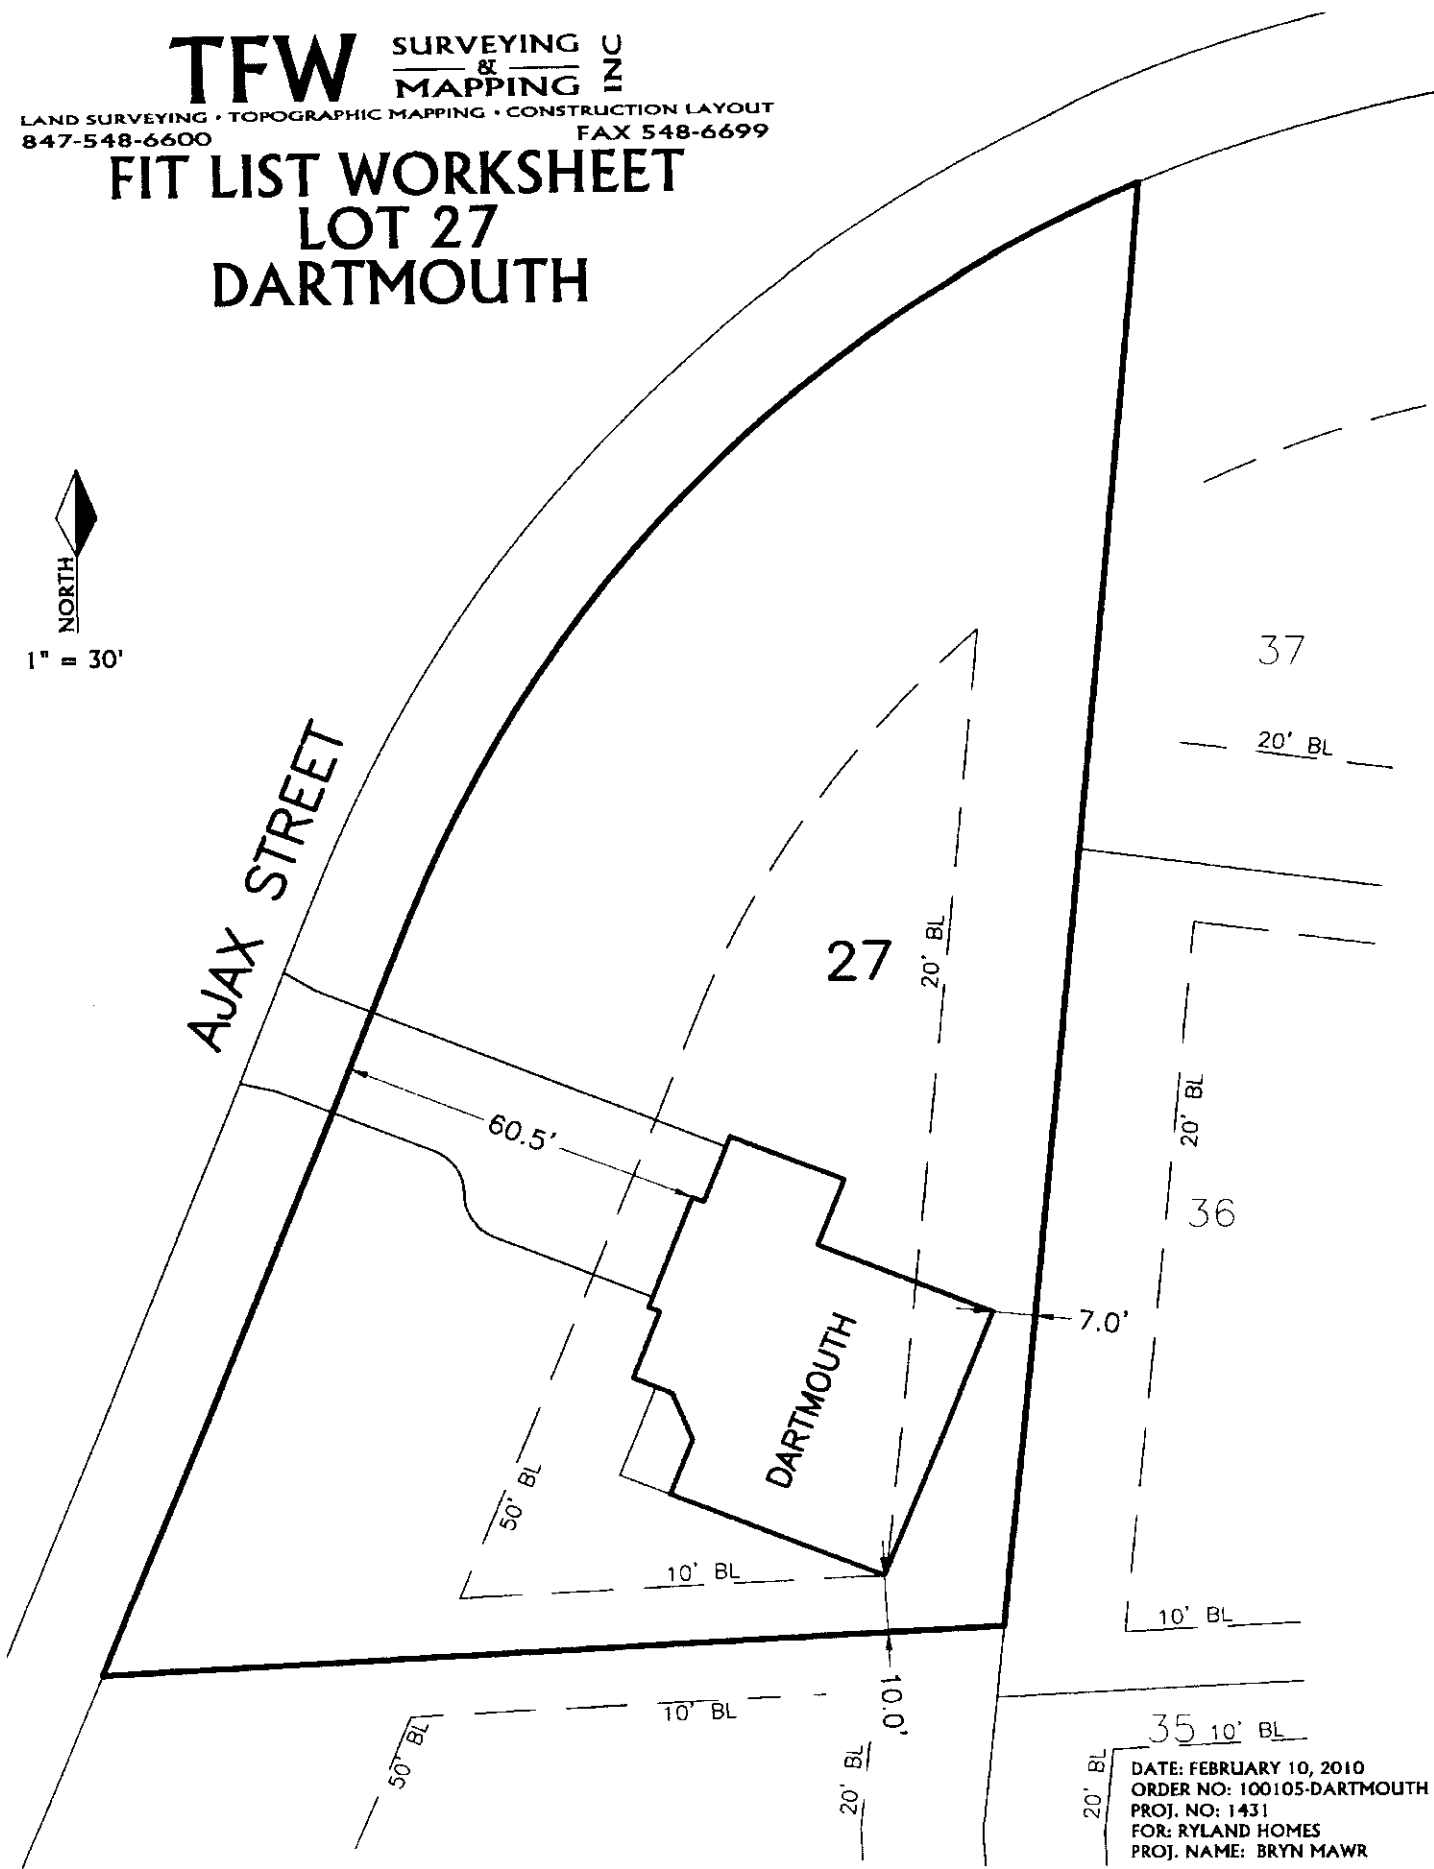 TFW SURVEYING & MAPPING INC
LAND SURVEYING • TOPOGRAPHIC MAPPING • CONSTRUCTION LAYOUT
847-548-6600 FAX 548-6699
FIT LIST WORKSHEET
LOT 27
DARTMOUTH
NORTH
1" = 30'
AJAX STREET
37
20' BL
27
20' BL
20' BL
60.5'
36
7.0'
DARTMOUTH
50' BL
10' BL
10' BL
10' BL
10.0'
50' BL
20' BL
35 10' BL
20' BL
DATE: FEBRUARY 10, 2010
ORDER NO: 100105-DARTMOUTH
PROJ. NO: 1431
FOR: RYLAND HOMES
PROJ. NAME: BRYN MAWR